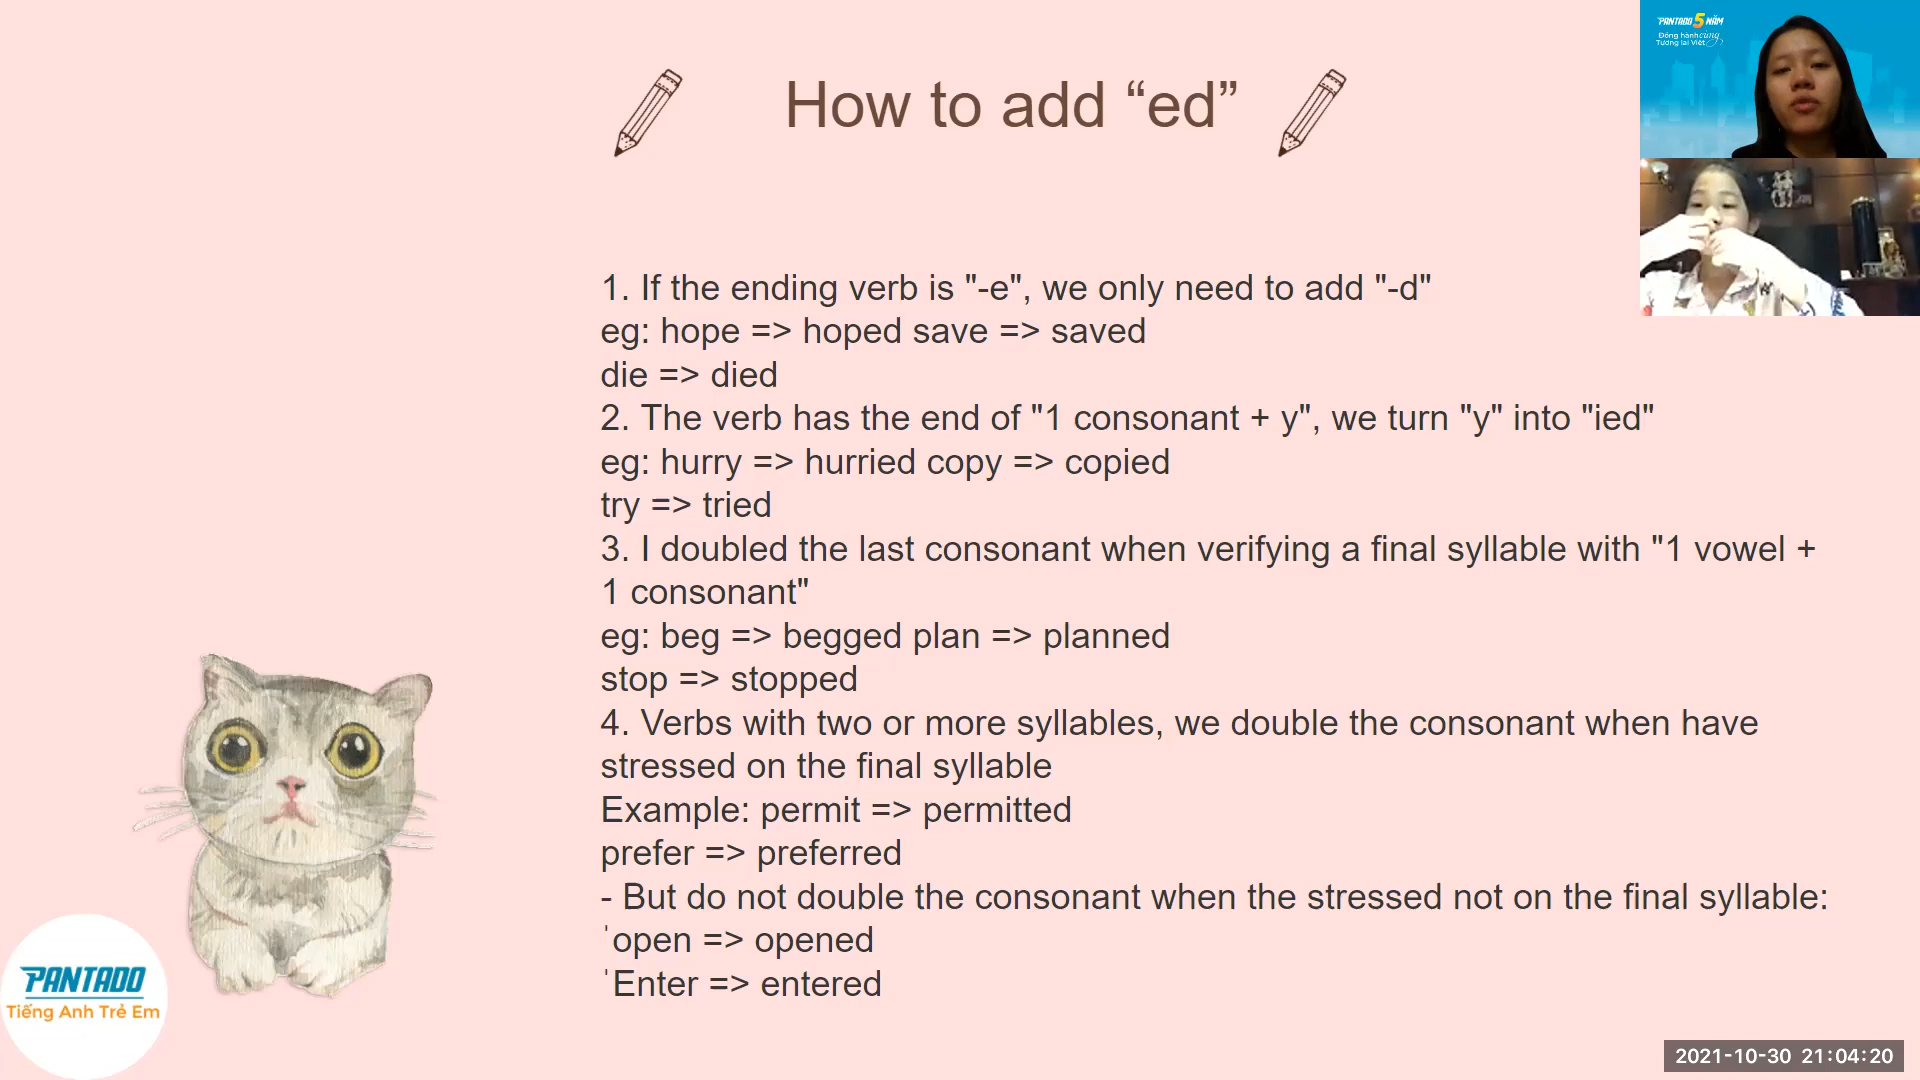 PANTADO 5 NĂM
Đồng hành cùng
Tương lai Việt
How to add “ed”
1. If the ending verb is "-e", we only need to add "-d"
eg: hope => hoped save => saved
die => died
2. The verb has the end of "1 consonant + y", we turn "y" into "ied"
eg: hurry => hurried copy => copied
try => tried
3. I doubled the last consonant when verifying a final syllable with "1 vowel +
1 consonant"
eg: beg => begged plan => planned
stop => stopped
4. Verbs with two or more syllables, we double the consonant when have
stressed on the final syllable
Example: permit => permitted
prefer => preferred
- But do not double the consonant when the stressed not on the final syllable:
ˈopen => opened
ˈEnter => entered
PANTADO
Tiếng Anh Trẻ Em
2021-10-30 21:04:20